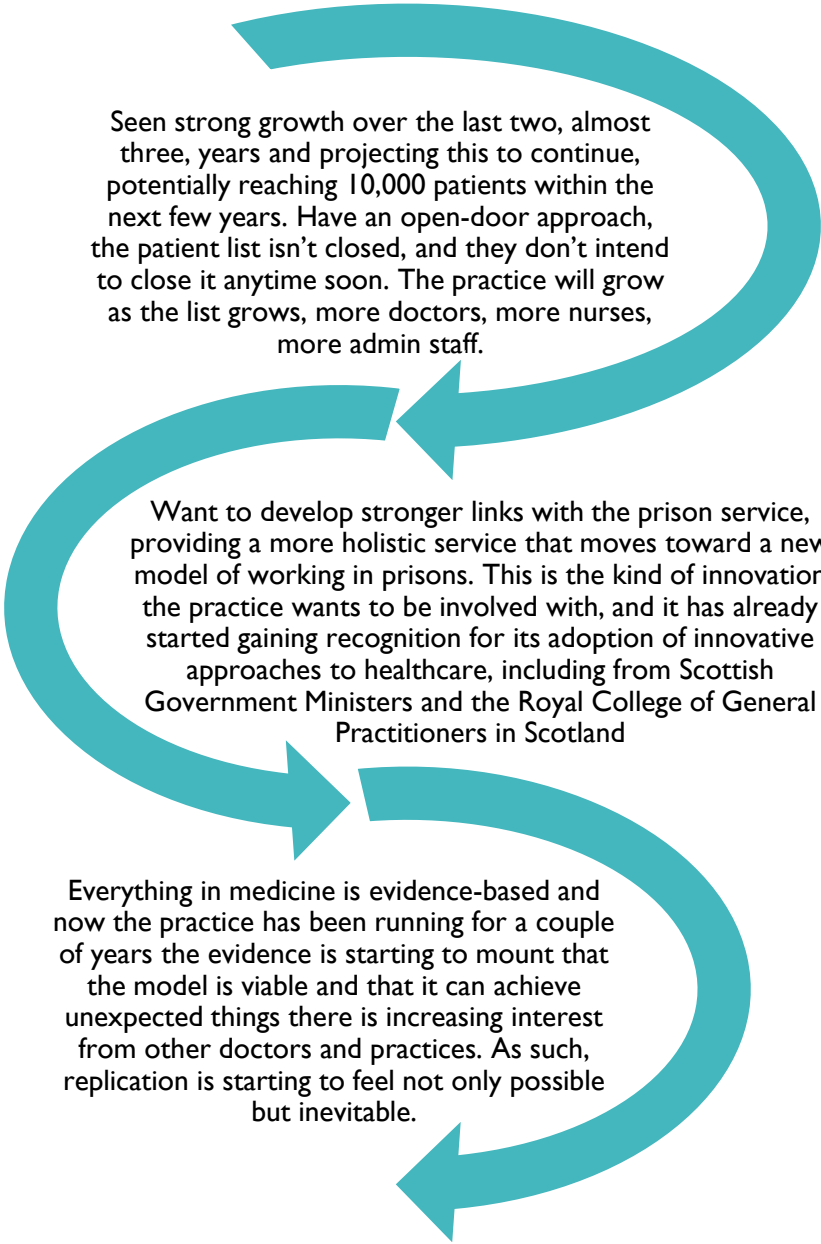 Seen strong growth over the last two, almost
three, years and projecting this to continue,
potentially reaching 10,000 patients within the
next few years. Have an open-door approach,
the patient list isn’t closed, and they don’t intend
to close it anytime soon. The practice will grow
as the list grows, more doctors, more nurses,
more admin staff.
Want to develop stronger links with the prison service,
providing a more holistic service that moves toward a new
model of working in prisons. This is the kind of innovation
the practice wants to be involved with, and it has already
started gaining recognition for its adoption of innovative
approaches to healthcare, including from Scottish
Government Ministers and the Royal College of General
Practitioners in Scotland
Everything in medicine is evidence-based and
now the practice has been running for a couple
of years the evidence is starting to mount that
the model is viable and that it can achieve
unexpected things there is increasing interest
from other doctors and practices. As such,
replication is starting to feel not only possible
but inevitable.